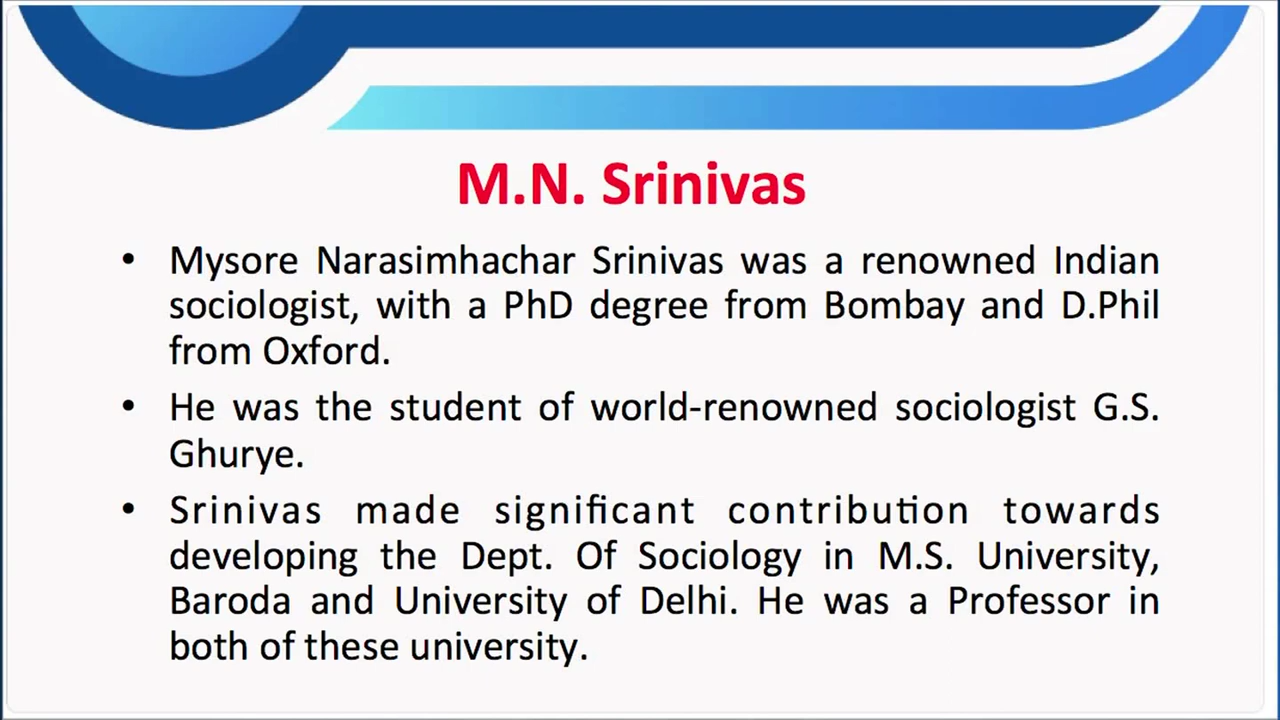 M.N. Srinivas
• Mysore Narasimhachar Srinivas was a renowned Indian
sociologist, with a PhD degree from Bombay and D.Phil
from Oxford.
• He was the student of world-renowned sociologist G.S.
Ghurye.
• Srinivas made significant contribution towards
developing the Dept. Of Sociology in M.S. University,
Baroda and University of Delhi. He was a Professor in
both of these university.